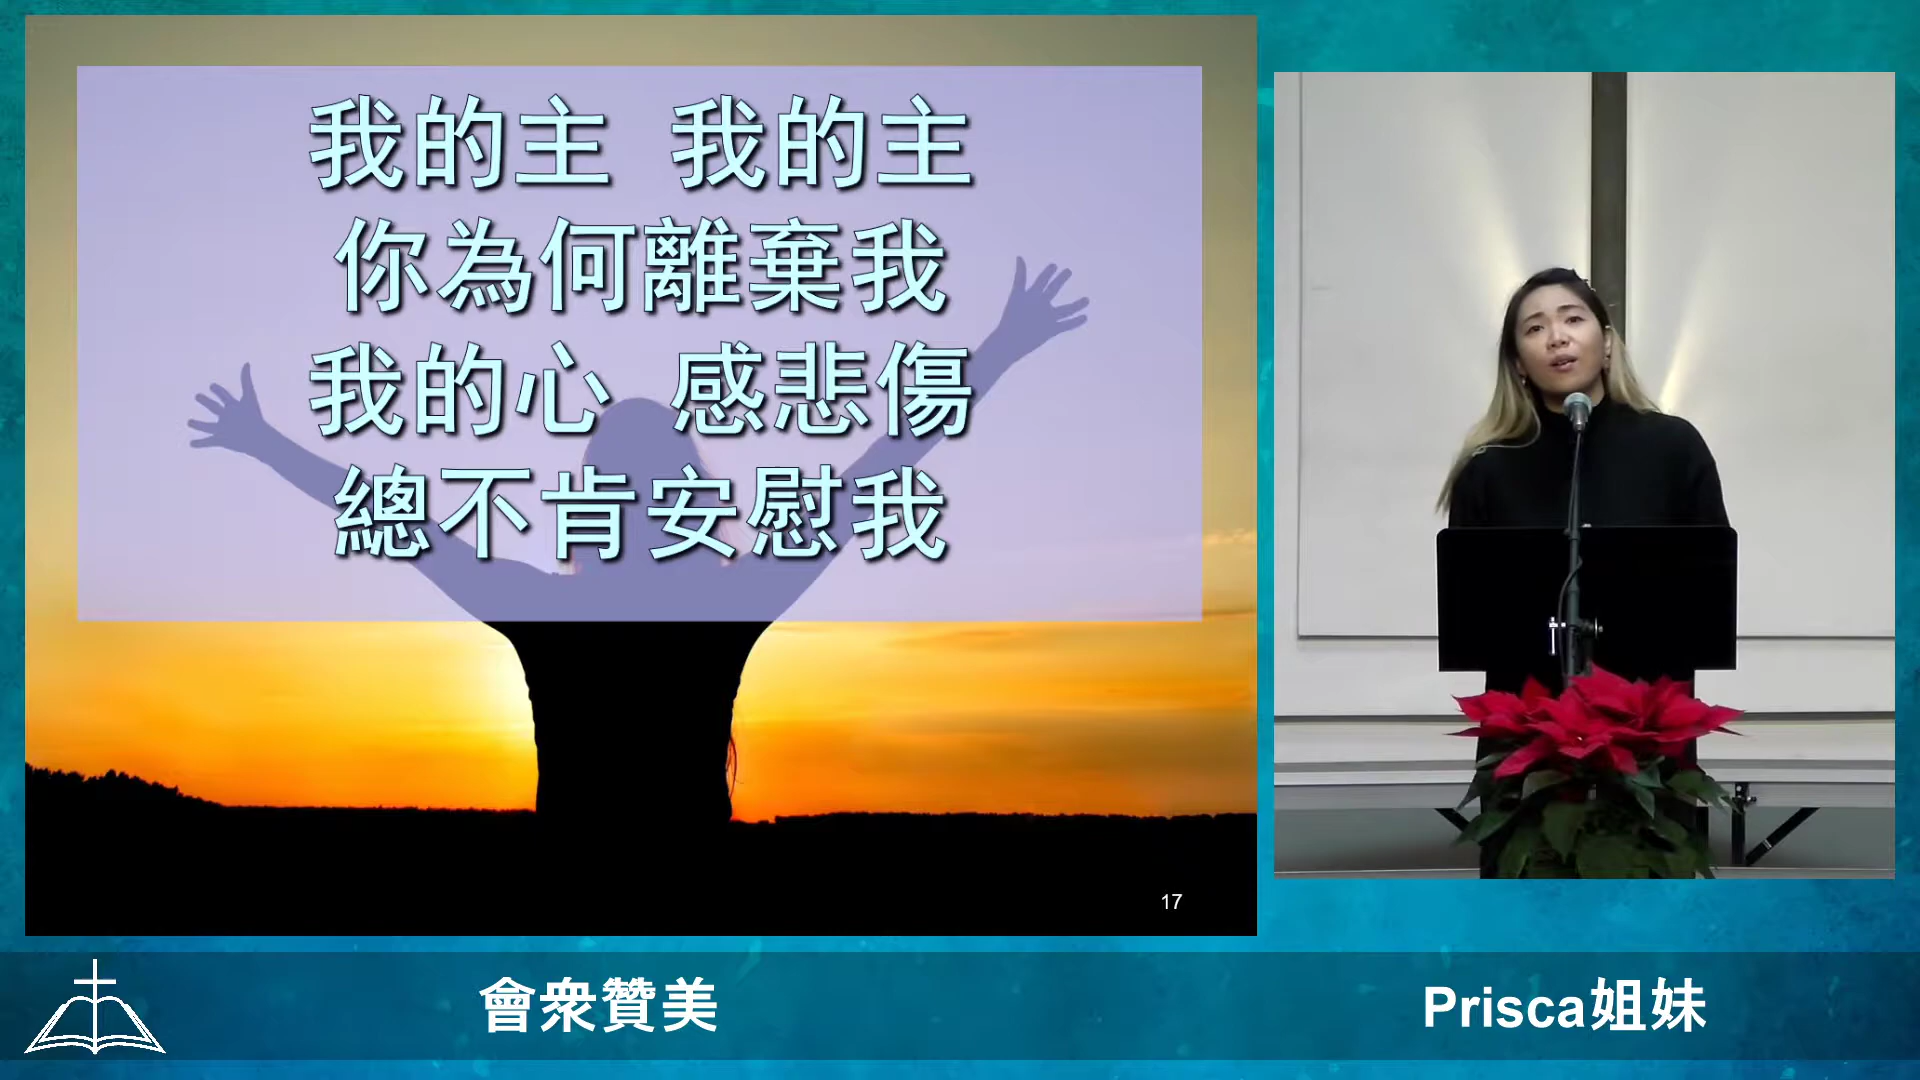 我的主 我的主
你為何離棄我
我的心 感悲傷
總不肯安慰我
17
會衆贊美
Prisca姐妹